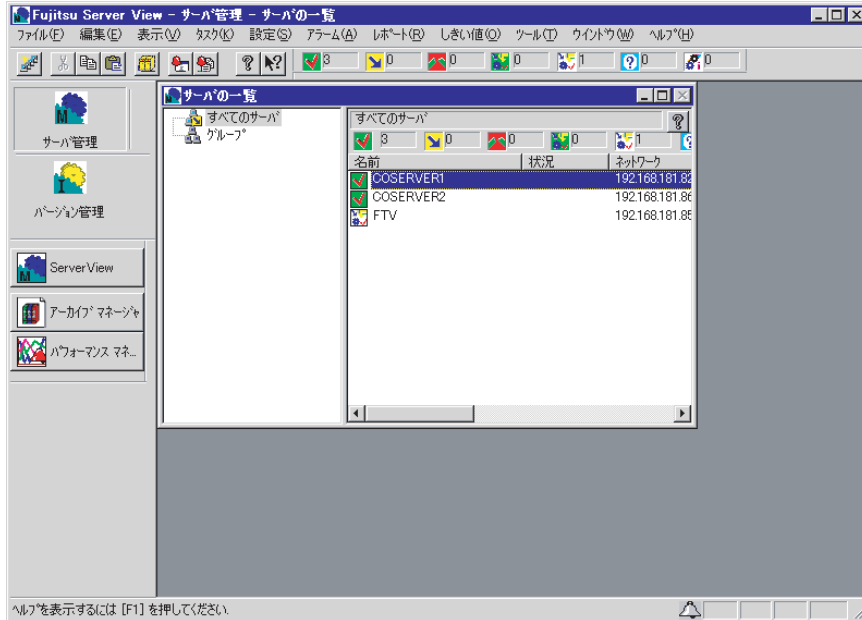 Fujitsu Server View - サーバ管理 - サーバの一覧
ファイル(F) 編集(E) 表示(V) タスク(K) 設定(S) アラーム(A) レポート(R) しきい値(O) ツール(T) ウインドウ(W) ヘルプ(H)
3 0 0 0 1 0 0
サーバ管理
バージョン管理
ServerView
アーカイブ マネージャ
パフォーマンス マネ...
サーバの一覧
すべてのサーバ
グループ
すべてのサーバ
3 0 0 0 1
名前 状況 ネットワーク
COSERVER1 192.168.181.82
COSERVER2 192.168.181.86
FTV 192.168.181.85
ヘルプを表示するには [F1] を押してください.